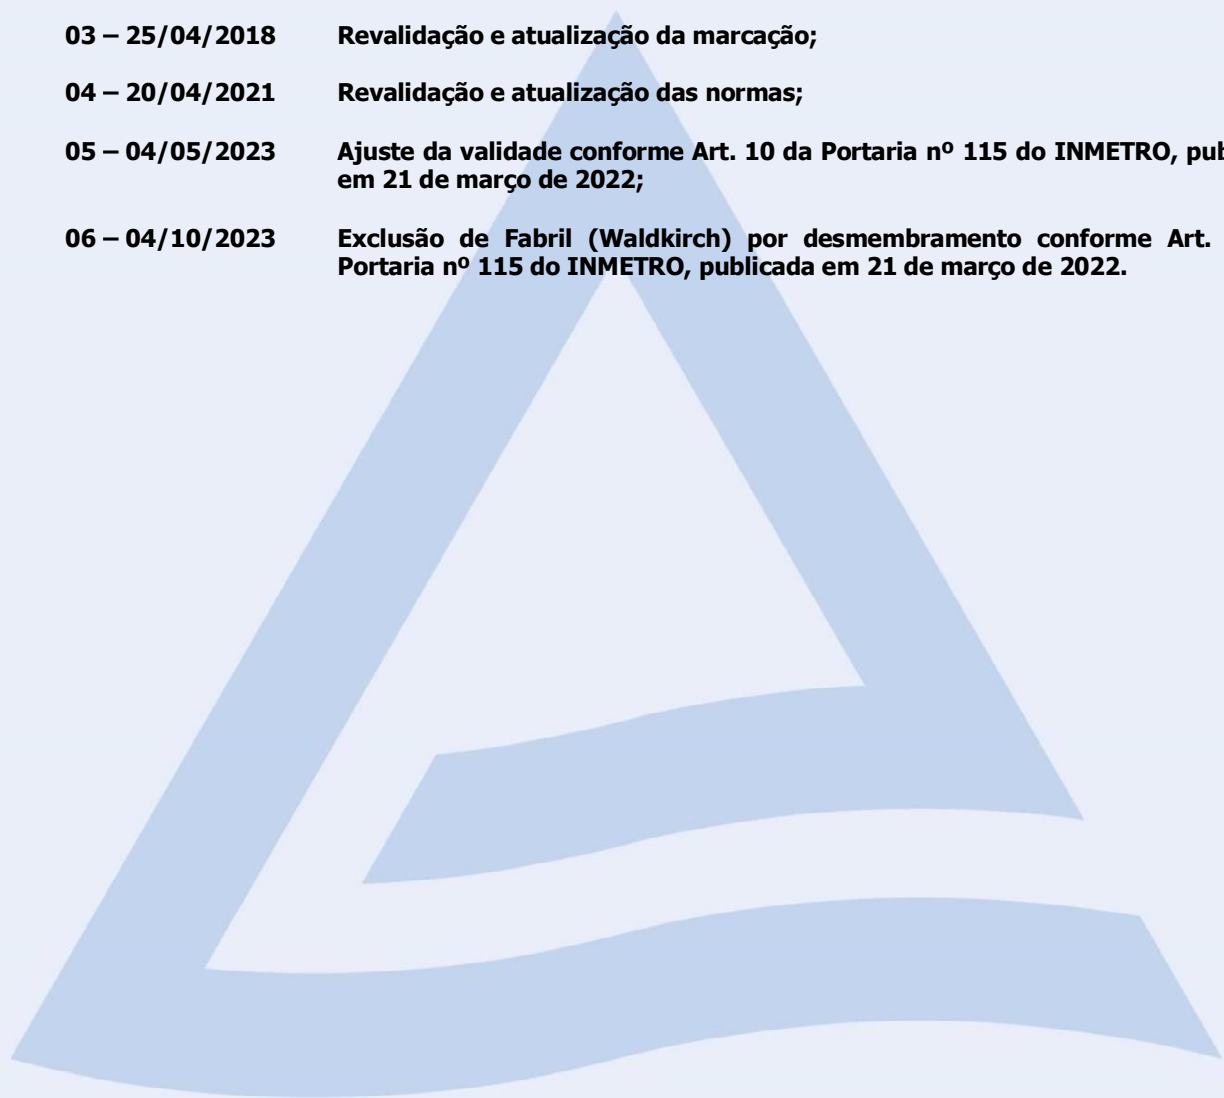 03 – 25/04/2018 Revalidação e atualização da marcação;
04 – 20/04/2021 Revalidação e atualização das normas;
05 – 04/05/2023 Ajuste da validade conforme Art. 10 da Portaria nº 115 do INMETRO,
em 21 de março de 2022;
06 – 04/10/2023 Exclusão de Fabril (Waldkirch) por desmembramento conforme Art.
Portaria nº 115 do INMETRO, publicada em 21 de março de 2022.